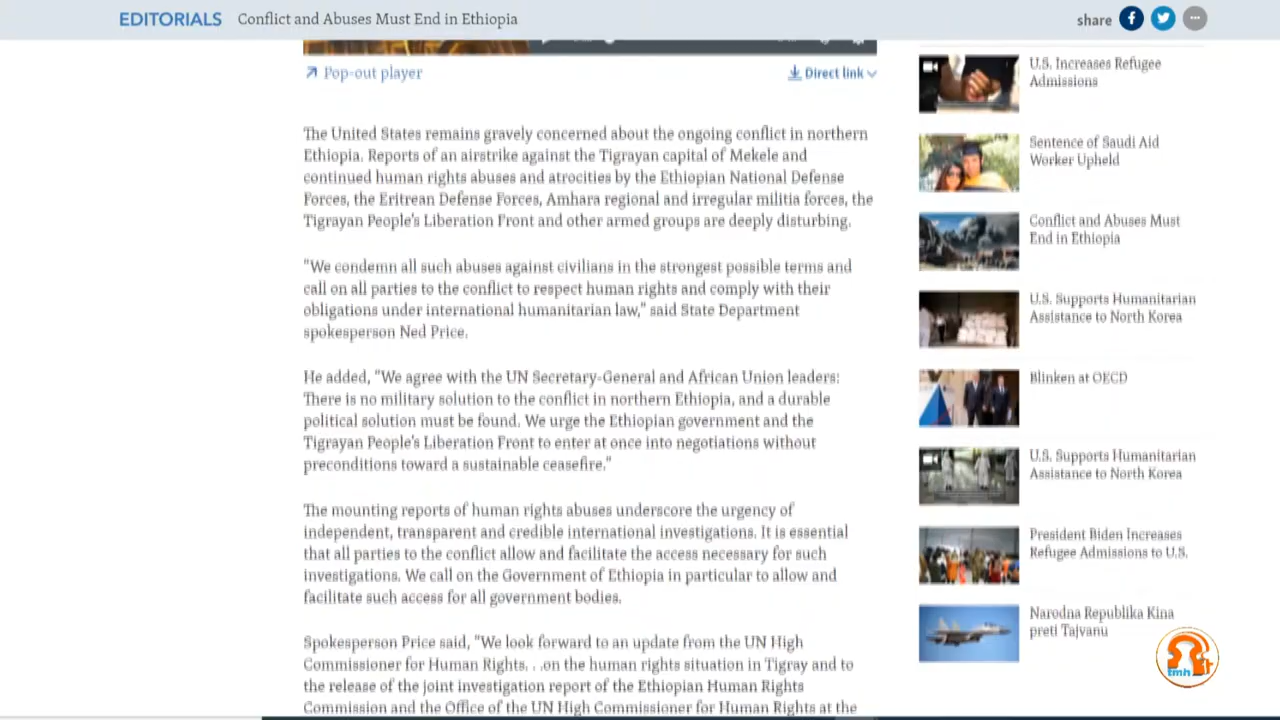 EDITORIALS Conflict and Abuses Must End in Ethiopia
share
Pop-out player
Direct link
The United States remains gravely concerned about the ongoing conflict in northern
Ethiopia. Reports of an airstrike against the Tigrayan capital of Mekele and
continued human rights abuses and atrocities by the Ethiopian National Defense
Forces, the Eritrean Defense Forces, Amhara regional and irregular militia forces, the
Tigrayan People's Liberation Front and other armed groups are deeply disturbing.
"We condemn all such abuses against civilians in the strongest possible terms and
call on all parties to the conflict to respect human rights and comply with their
obligations under international humanitarian law," said State Department
spokesperson Ned Price.
He added, "We agree with the UN Secretary-General and African Union leaders:
There is no military solution to the conflict in northern Ethiopia, and a durable
political solution must be found. We urge the Ethiopian government and the
Tigrayan People's Liberation Front to enter at once into negotiations without
preconditions toward a sustainable ceasefire."
The mounting reports of human rights abuses underscore the urgency of
independent, transparent and credible international investigations. It is essential
that all parties to the conflict allow and facilitate the access necessary for such
investigations. We call on the Government of Ethiopia in particular to allow and
facilitate such access for all government bodies.
Spokesperson Price said, "We look forward to an update from the UN High
Commissioner for Human Rights. . .on the human rights situation in Tigray and to
the release of the joint investigation report of the Ethiopian Human Rights
Commission and the Office of the UN High Commissioner for Human Rights at the
U.S. Increases Refugee
Admissions
Sentence of Saudi Aid
Worker Upheld
Conflict and Abuses Must
End in Ethiopia
U.S. Supports Humanitarian
Assistance to North Korea
Blinken at OECD
U.S. Supports Humanitarian
Assistance to North Korea
President Biden Increases
Refugee Admissions to U.S.
Narodna Republika Kina
preti Tajvanu
tmh